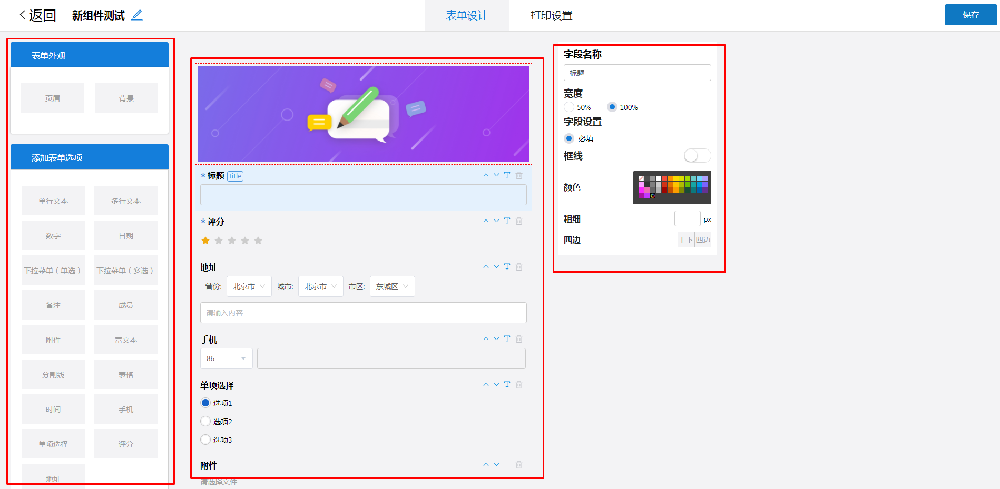 返回
新组件测试
表单设计
打印设置
保存
表单外观
页眉
背景
添加表单选项
单行文本
多行文本
数字
日期
下拉菜单（单选）
下拉菜单（多选）
备注
成员
附件
富文本
分割线
表格
时间
手机
单项选择
评分
地址
* 标题 title
T
* 评分
T
地址
T
省份: 北京市 城市: 北京市 市区: 东城区
请输入内容
手机
T
86
单项选择
T
选项1
选项2
选项3
附件
请选择文件
字段名称
标题
宽度
50% 100%
字段设置
必填
框线
颜色
粗细 px
四边 上下 四边